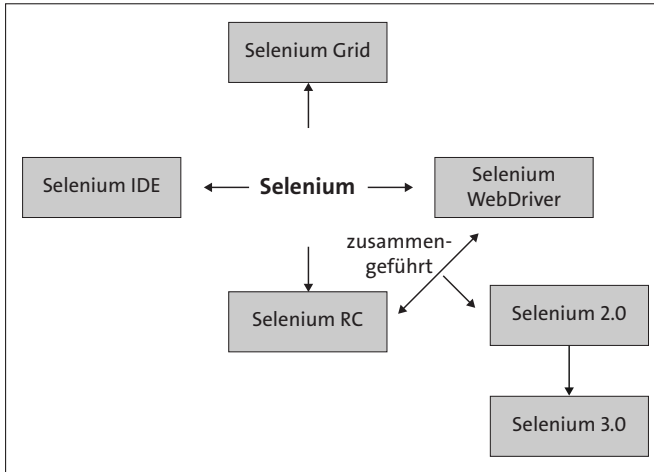 Selenium Grid
Selenium IDE
Selenium
Selenium
WebDriver
zusammen-
geführt
Selenium RC
Selenium 2.0
Selenium 3.0